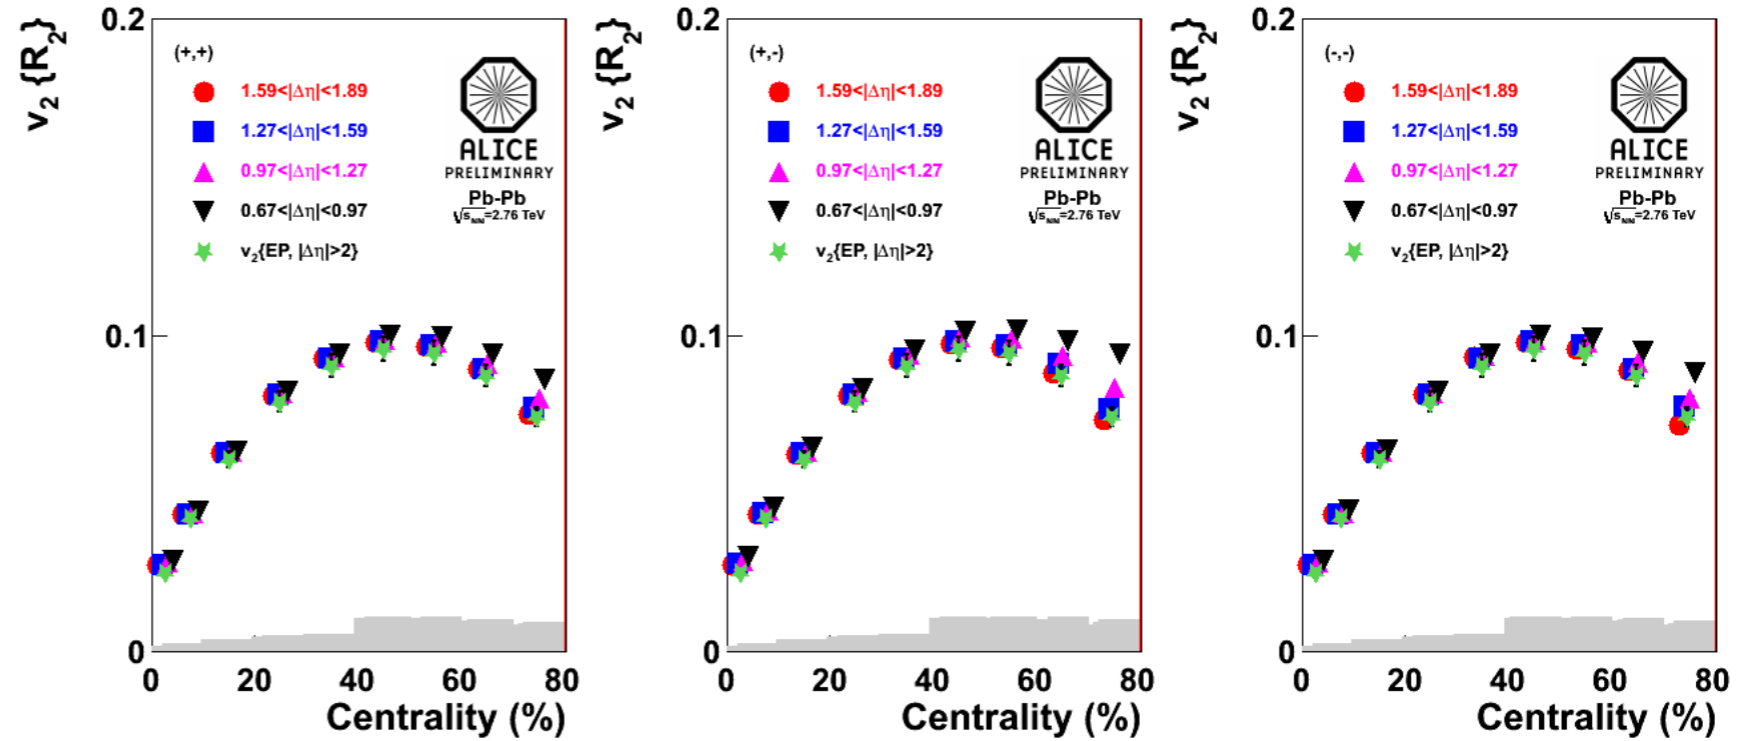 v2 {R2}
0.2
(+,+)
1.59<|Δη|<1.89
1.27<|Δη|<1.59
0.97<|Δη|<1.27
0.67<|Δη|<0.97
v2{EP, |Δη|>2}
ALICE
PRELIMINARY
Pb-Pb
√sNN=2.76 TeV
0.1
0
0 20 40 60 80
Centrality (%)
v2 {R2}
0.2
(+,-)
1.59<|Δη|<1.89
1.27<|Δη|<1.59
0.97<|Δη|<1.27
0.67<|Δη|<0.97
v2{EP, |Δη|>2}
ALICE
PRELIMINARY
Pb-Pb
√sNN=2.76 TeV
0.1
0
0 20 40 60 80
Centrality (%)
v2 {R2}
0.2
(-,-)
1.59<|Δη|<1.89
1.27<|Δη|<1.59
0.97<|Δη|<1.27
0.67<|Δη|<0.97
v2{EP, |Δη|>2}
ALICE
PRELIMINARY
Pb-Pb
√sNN=2.76 TeV
0.1
0
0 20 40 60 80
Centrality (%)